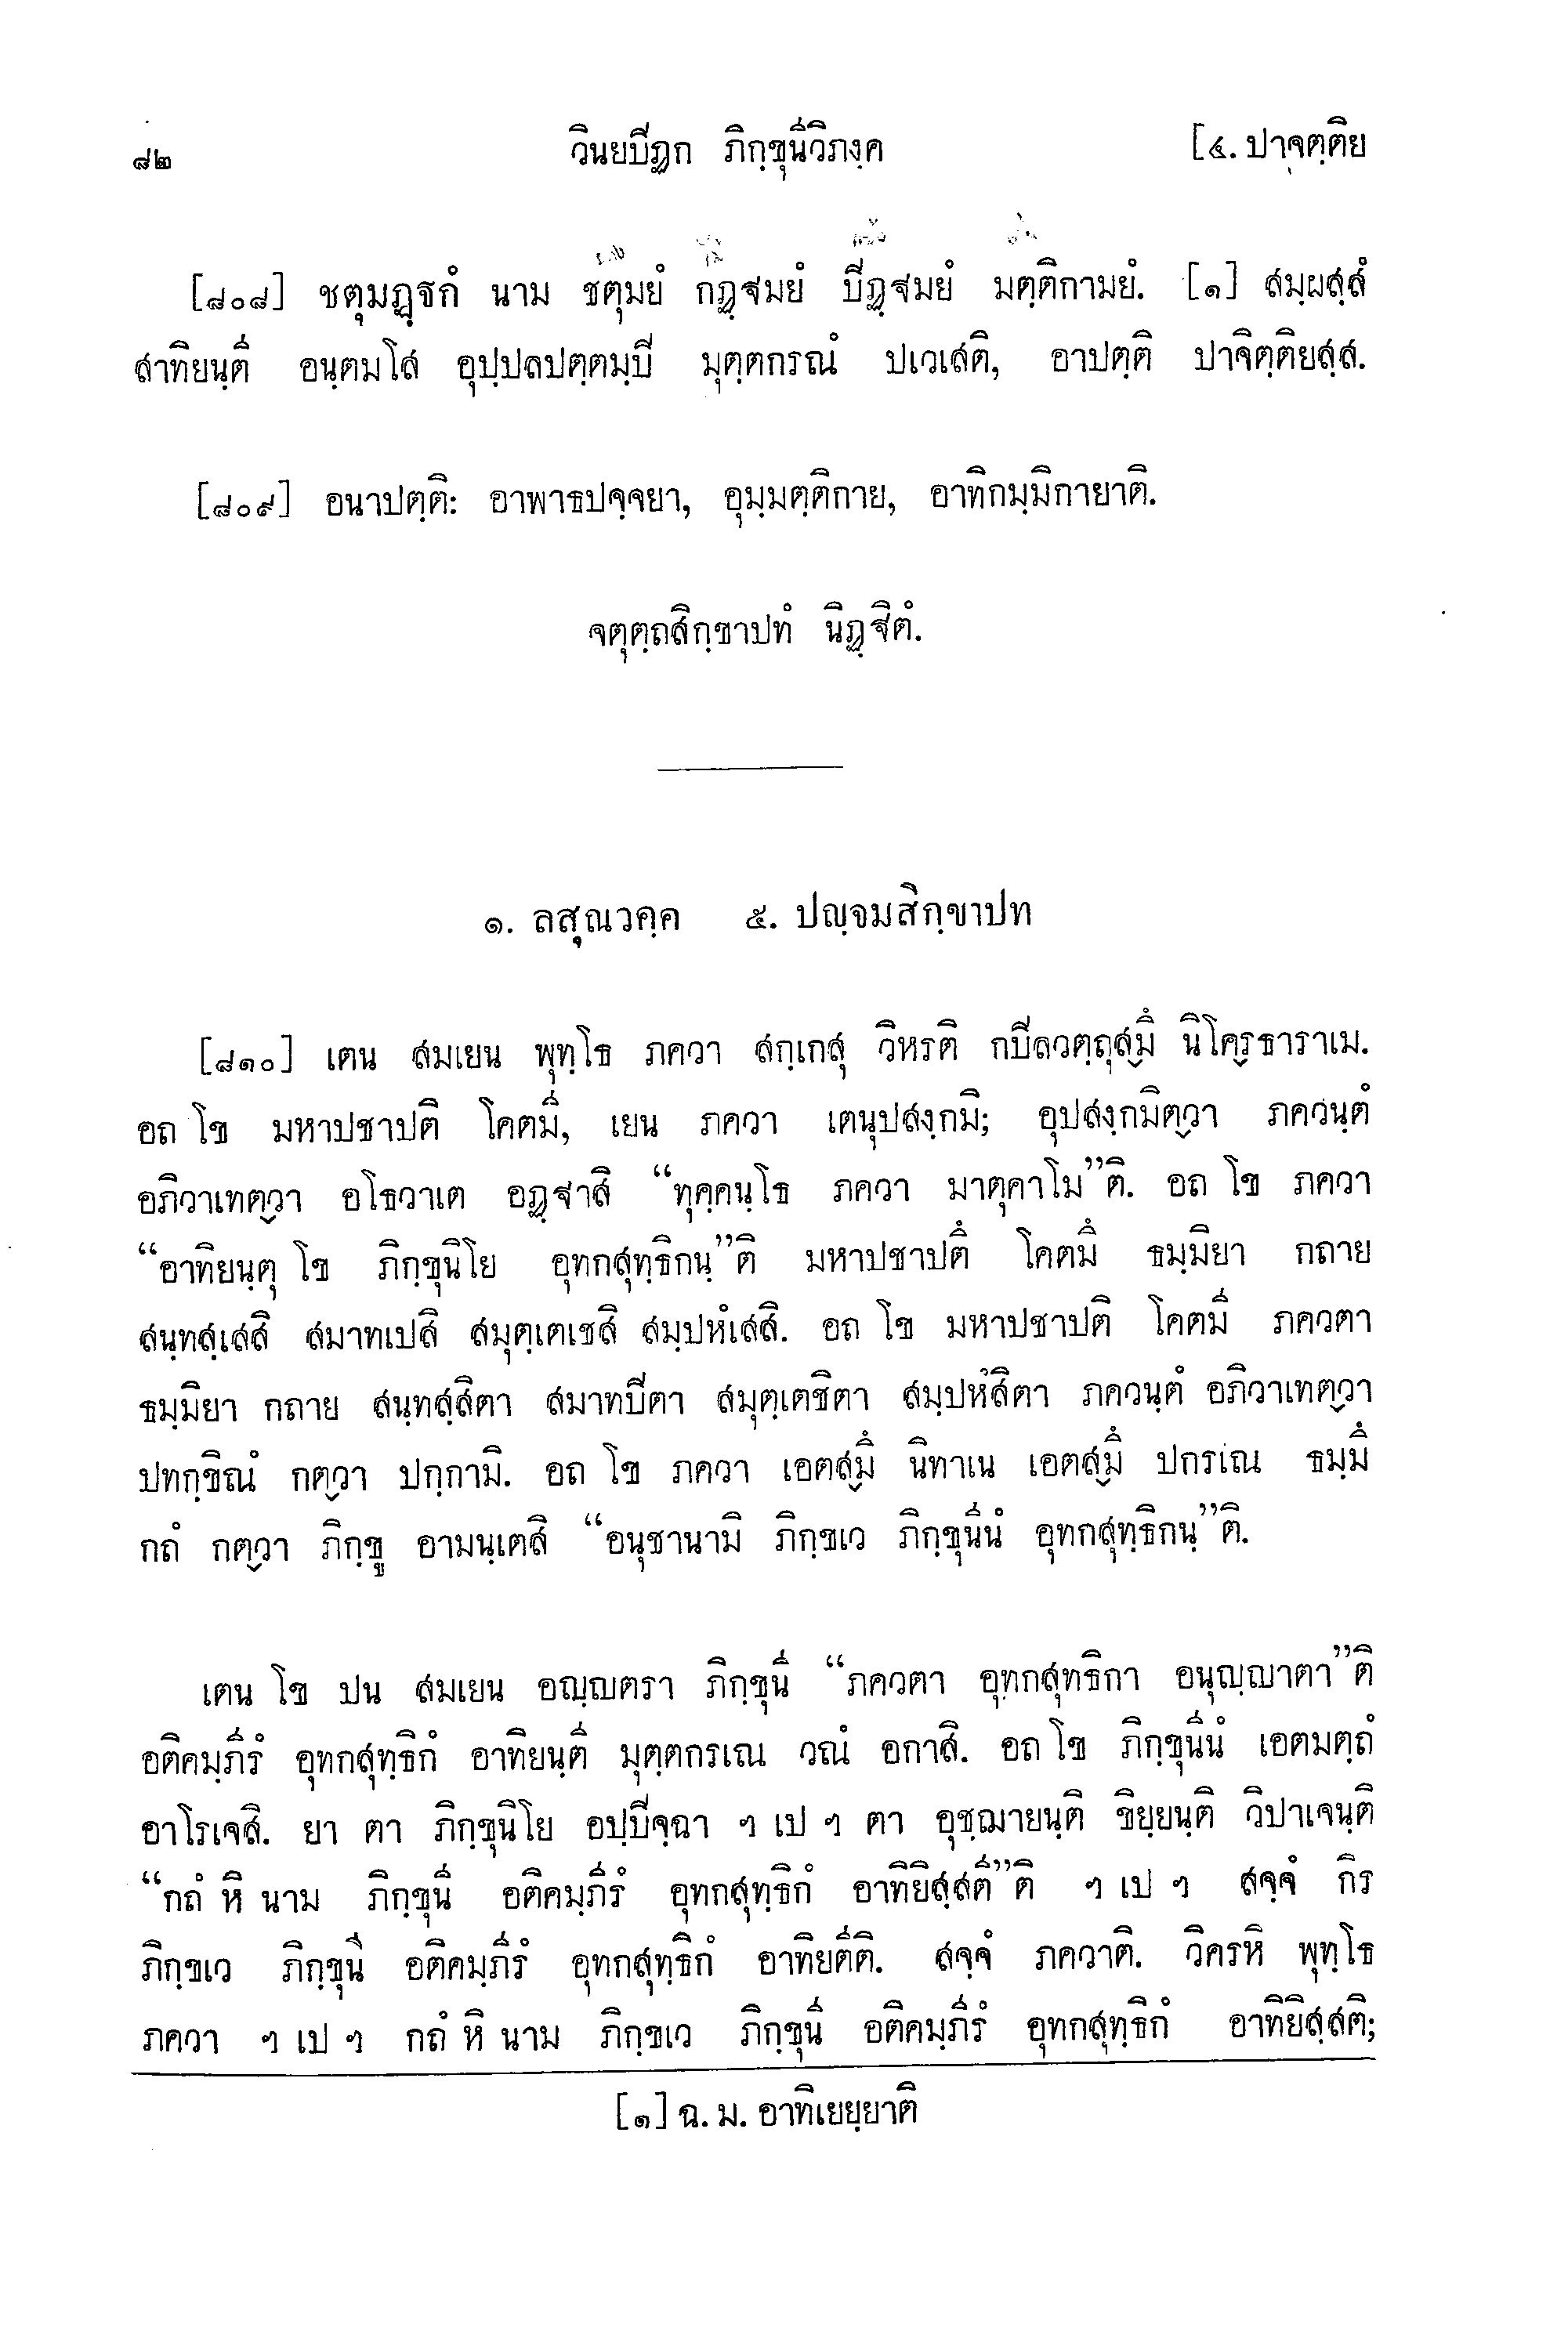 ๘๒ วินยปิฏก ภิกฺขุนีวิภงฺค [๔. ปาจฺตฺติย
[๘๐๘] ชตุมฏฺฐกํ นาม ชตุมยํ กฏฺฐมยํ ปิฏฺฐมยํ มตฺติกามยํ. [๑] สมฺผสฺสํ
สาทิยนฺตี อนฺตมโส อุปฺปลปตฺตมฺปิ มุตฺตกรณํ ปเวเสติ, อาปตฺติ ปาจิตฺติยสฺส.
[๘๐๙] อนาปตฺติ: อาพาธปจฺจยา, อุมฺมตฺติกาย, อาทิกมฺมิกายาติ.
จตุตฺถสิกฺขาปทํ นิฏฺฐิตํ.
๑. ลสุณวคฺค ๕. ปญฺจมสิกฺขาปท
[๘๑๐] เตน สมเยน พุทฺโธ ภควา สกฺเกสุ วิหรติ กปิลวตฺถุสฺมึ นิโคฺรธาราเม.
อถ โข มหาปชาปติ โคตมี, เยน ภควา เตนุปสงฺกมิ; อุปสงฺกมิตฺวา ภควนฺตํ
อภิวาเทตฺวา อโธวาเต อฏฺฐาสิ “ทุคฺคนฺโธ ภควา มาตุคาโม”ติ. อถ โข ภควา
“อาทิยนฺตุ โข ภิกฺขุนิโย อุทกสุทฺธิกนฺ”ติ มหาปชาปตึ โคตมึ ธมฺมิยา กถาย
สนฺทสฺเสสิ สมาทเปสิ สมุตฺเตเชสิ สมฺปหํเสสิ. อถ โข มหาปชาปติ โคตมี ภควตา
ธมฺมิยา กถาย สนฺทสฺสิตา สมาทปิตา สมุตฺเตชิตา สมฺปหํสิตา ภควนฺตํ อภิวาเทตฺวา
ปทกฺขิณํ กตฺวา ปกฺกามิ. อถ โข ภควา เอตสฺมึ นิทาเน เอตสฺมึ ปกรเณ ธมฺมึ
กถํ กตฺวา ภิกฺขู อามนฺเตสิ “อนุชานามิ ภิกฺขเว ภิกฺขุนีนํ อุทกสุทฺธิกนฺ”ติ.
เตน โข ปน สมเยน อญฺญตรา ภิกฺขุนี “ภควตา อุทกสุทธิกา อนุญฺญาตา”ติ
อติคมฺภีรํ อุทกสุทฺธิกํ อาทิยนฺตี มุตฺตกรเณ วณํ อกาสิ. อถ โข ภิกฺขุนีนํ เอตมตฺถํ
อาโรเจสิ. ยา ตา ภิกฺขุนิโย อปฺปิจฺฉา ฯ เป ฯ ตา อุชฺฌายนฺติ ขิยฺยนฺติ วิปาเจนฺติ
“กถํ หิ นาม ภิกฺขุนี อติคมฺภีรํ อุทกสุทฺธิกํ อาทิยิสฺสตี”ติ ฯ เป ฯ สจฺจํ กิร
ภิกฺขเว ภิกฺขุนี อติคมฺภีรํ อุทกสุทฺธิกํ อาทิยตีติ. สจฺจํ ภควาติ. วิครหิ พุทฺโธ
ภควา ฯ เป ฯ กถํ หิ นาม ภิกฺขเว ภิกฺขุนี อติคมฺภีรํ อุทกสุทฺธิกํ อาทิยิสฺสติ;
[๑] ฉ. ม. อาทิเยยฺยาติ